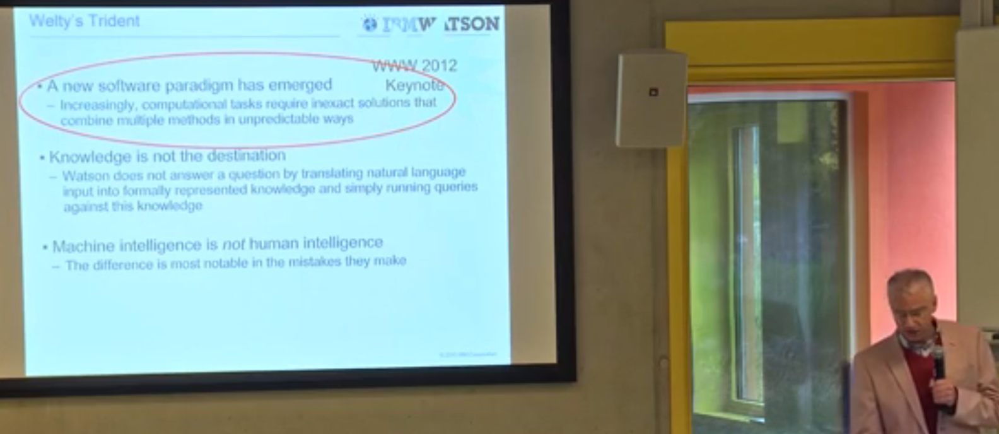 Welty's Trident
IBM WATSON
WWW 2012
Keynote
• A new software paradigm has emerged
– Increasingly, computational tasks require inexact solutions that
combine multiple methods in unpredictable ways
• Knowledge is not the destination
– Watson does not answer a question by translating natural language
input into formally represented knowledge and simply running queries
against this knowledge
• Machine intelligence is not human intelligence
– The difference is most notable in the mistakes they make